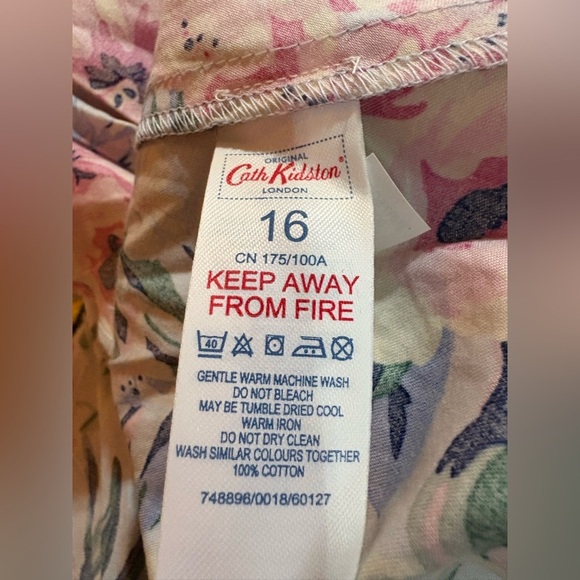 ORIGINAL
Cath Kidston®
LONDON
16
CN 175/100A
KEEP AWAY
FROM FIRE
40
GENTLE WARM MACHINE WASH
DO NOT BLEACH
MAY BE TUMBLE DRIED COOL
WARM IRON
DO NOT DRY CLEAN
WASH SIMILAR COLOURS TOGETHER
100% COTTON
748896/0018/60127